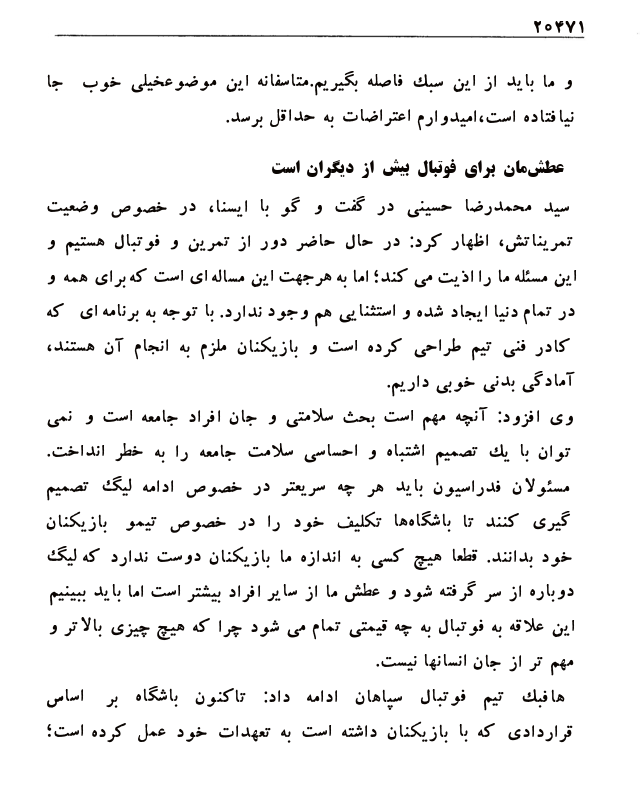 ۲۰۴۷۱
و ما باید از این سبک فاصله بگیریم.متاسفانه این موضوعخیلی خوب جا
نیافتاده است،امیدوارم اعتراضات به حداقل برسد.
عطش‌مان برای فوتبال بیش از دیگران است
سید محمدرضا حسینی در گفت و گو با ایسنا، در خصوص وضعیت
تمریناتش، اظهار کرد: در حال حاضر دور از تمرین و فوتبال هستیم و
این مسئله ما را اذیت می کند؛ اما به هرجهت این مساله ای است که برای همه و
در تمام دنیا ایجاد شده و استثنایی هم وجود ندارد. با توجه به برنامه ای که
کادر فنی تیم طراحی کرده است و بازیکنان ملزم به انجام آن هستند،
آمادگی بدنی خوبی داریم.
وی افزود: آنچه مهم است بحث سلامتی و جان افراد جامعه است و نمی
توان با یك تصمیم اشتباه و احساسی سلامت جامعه را به خطر انداخت.
مسئولان فدراسیون باید هر چه سریعتر در خصوص ادامه لیگ تصمیم
گیری کنند تا باشگاه‌ها تکلیف خود را در خصوص تیمو بازیکنان
خود بدانند. قطعا هیچ کسی به اندازه ما بازیکنان دوست ندارد که لیگ
دوباره از سر گرفته شود و عطش ما از سایر افراد بیشتر است اما باید ببینیم
این علاقه به فوتبال به چه قیمتی تمام می شود چرا که هیچ چیزی بالاتر و
مهم تر از جان انسانها نیست.
هافبك تیم فوتبال سپاهان ادامه داد: تاکنون باشگاه بر اساس
قراردادی که با بازیکنان داشته است به تعهدات خود عمل کرده است؛